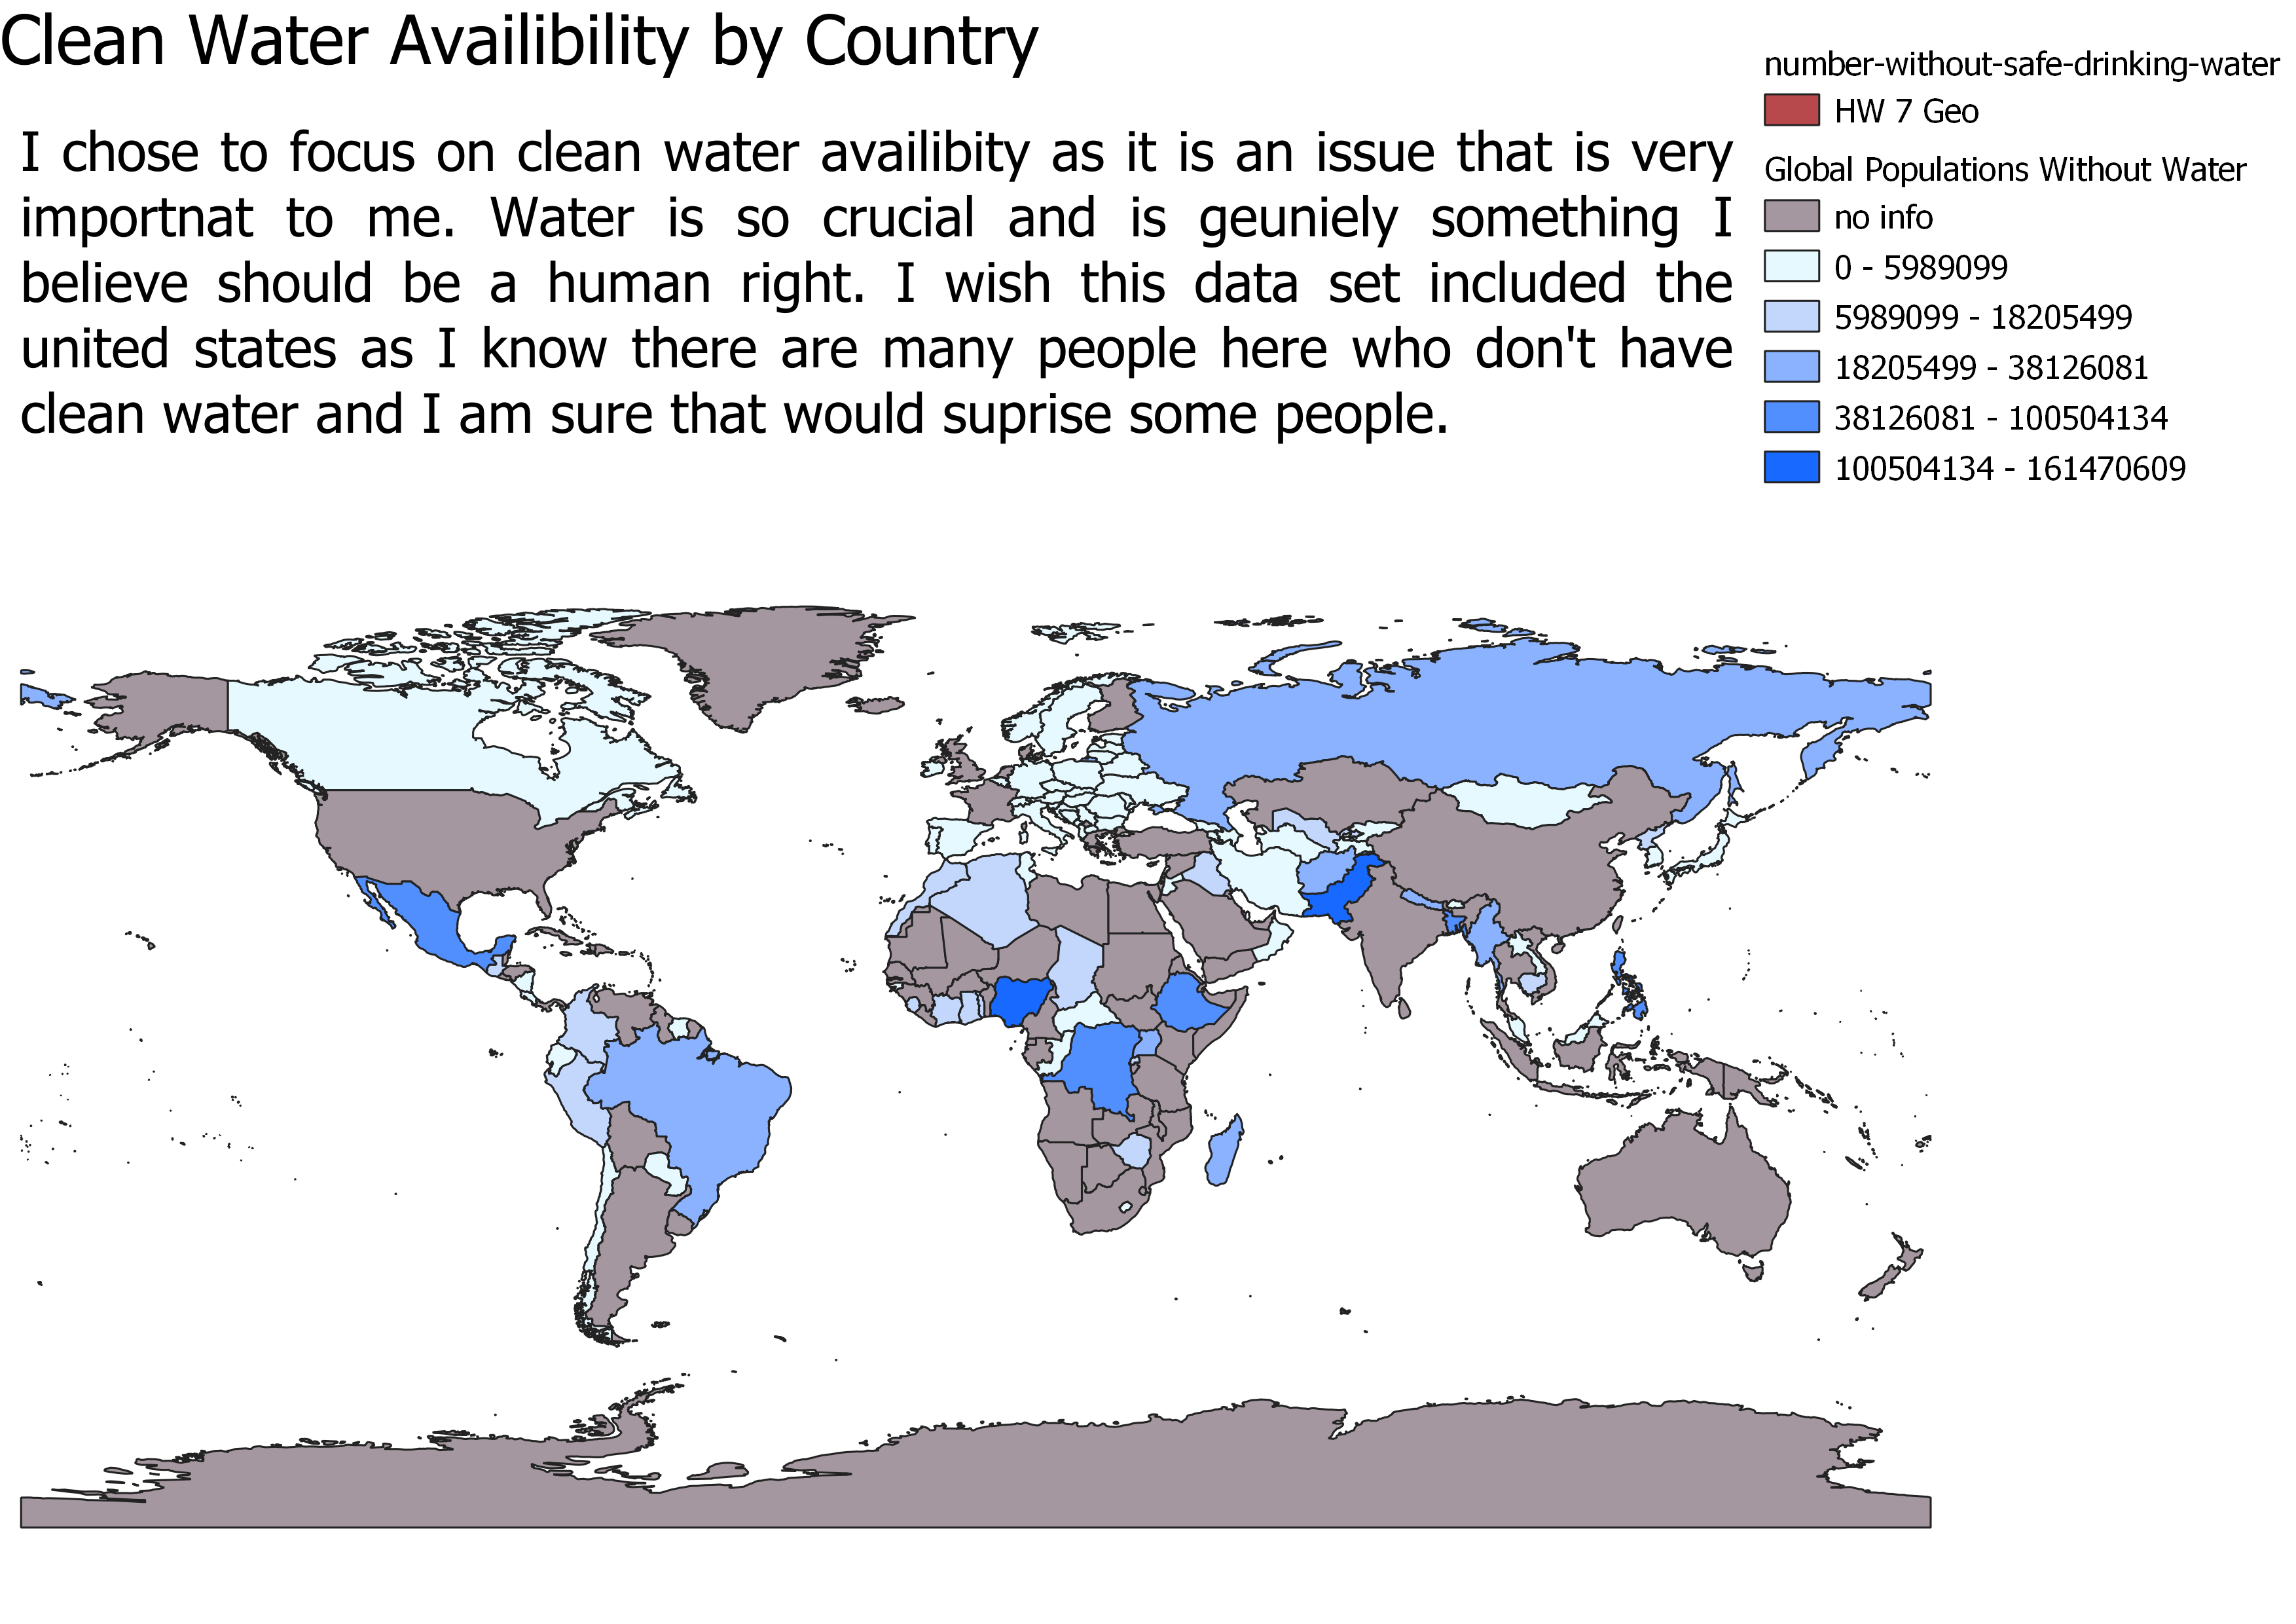 Clean Water Availibility by Country
I chose to focus on clean water availibity as it is an issue that is very
importnat to me. Water is so crucial and is geuniely something I
believe should be a human right. I wish this data set included the
united states as I know there are many people here who don't have
clean water and I am sure that would suprise some people.
number-without-safe-drinking-water
HW 7 Geo
Global Populations Without Water
no info
0 - 5989099
5989099 - 18205499
18205499 - 38126081
38126081 - 100504134
100504134 - 161470609